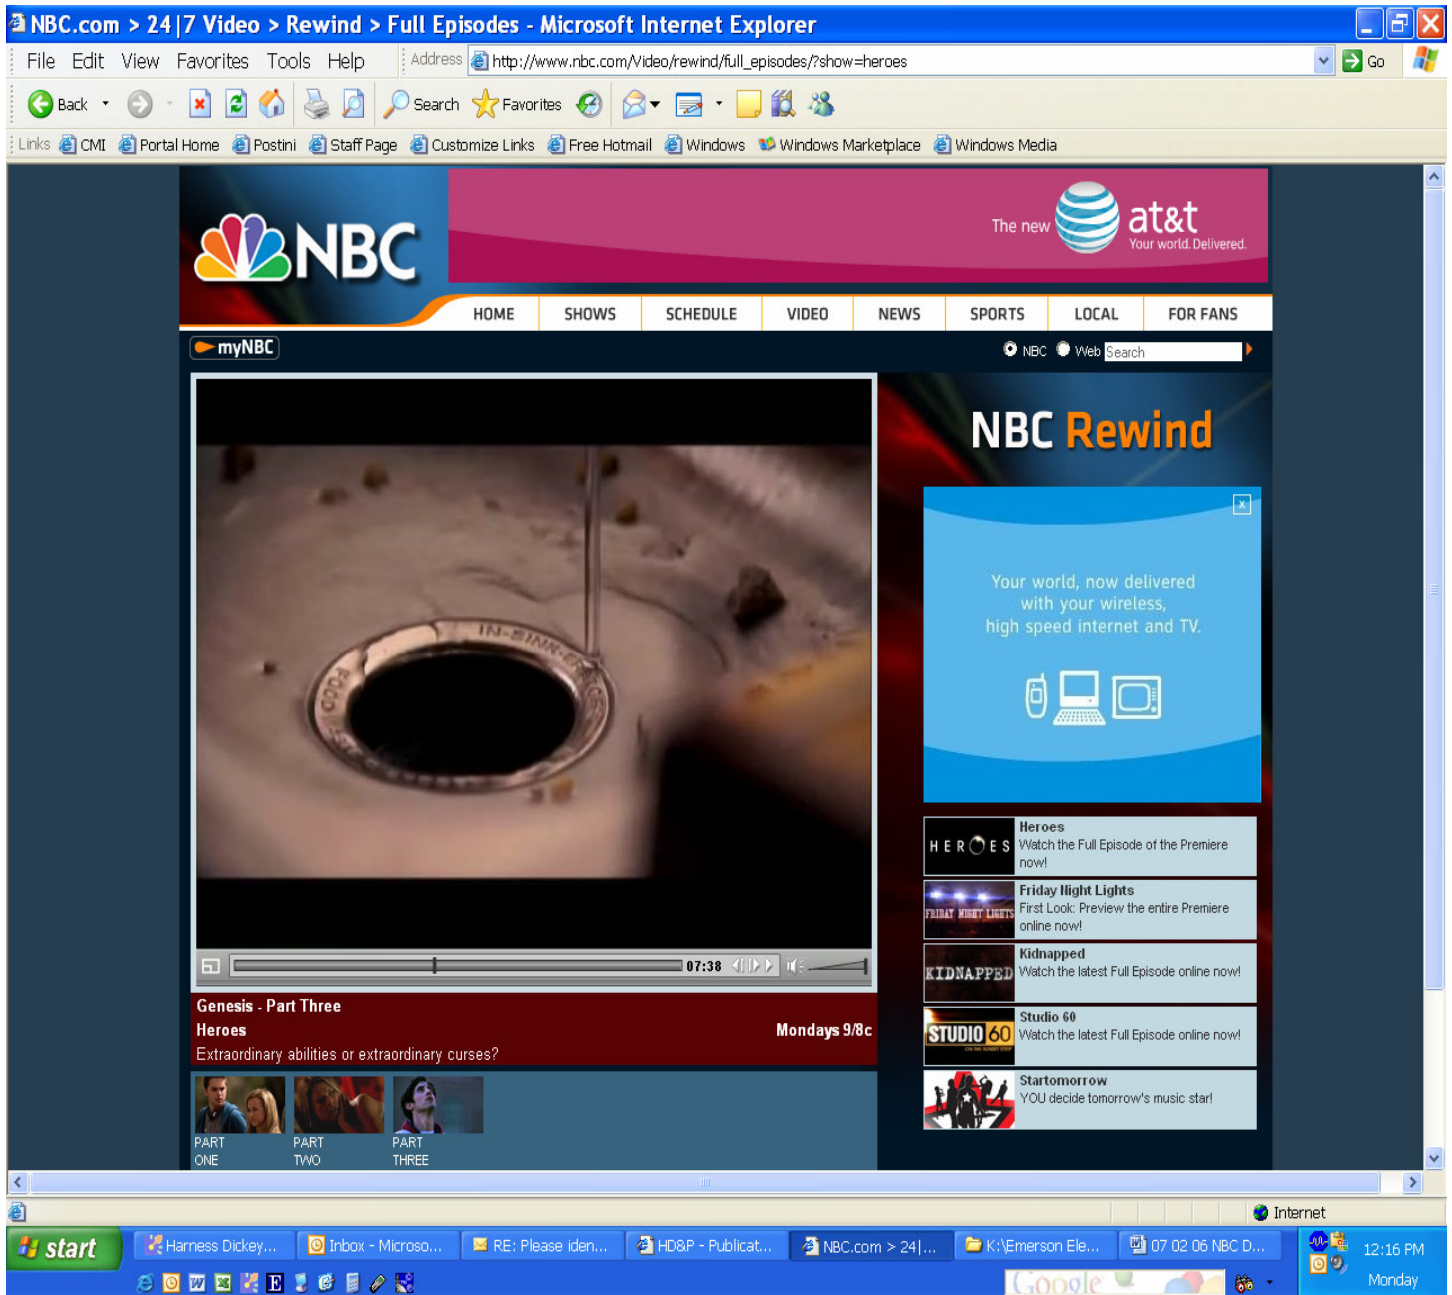 NBC.com > 24|7 Video > Rewind > Full Episodes - Microsoft Internet Explorer
File Edit View Favorites Tools Help Address http://www.nbc.com/Video/rewind/full_episodes/?show=heroes Go
Back Search Favorites
Links CMI Portal Home Postini Staff Page Customize Links Free Hotmail Windows Windows Marketplace Windows Media
NBC
The new at&t
Your world. Delivered.
HOME SHOWS SCHEDULE VIDEO NEWS SPORTS LOCAL FOR FANS
myNBC
NBC Web Search
NBC Rewind
x
Your world, now delivered
with your wireless,
high speed internet and TV.
IN-SINK-ER
FOOD
07:38
Genesis - Part Three
Heroes Mondays 9/8c
Extraordinary abilities or extraordinary curses?
PART ONE
PART TWO
PART THREE
HEROES
Heroes
Watch the Full Episode of the Premiere
now!
FRIDAY NIGHT LIGHTS
Friday Night Lights
First Look: Preview the entire Premiere
online now!
KIDNAPPED
Kidnapped
Watch the latest Full Episode online now!
STUDIO 60
Studio 60
Watch the latest Full Episode online now!
Startomorrow
YOU decide tomorrow's music star!
Internet
start Harness Dickey... Inbox - Microso... RE: Please iden... HD&P - Publicat... NBC.com > 24|... K:\Emerson Ele... 07 02 06 NBC D... 12:16 PM
Google Monday